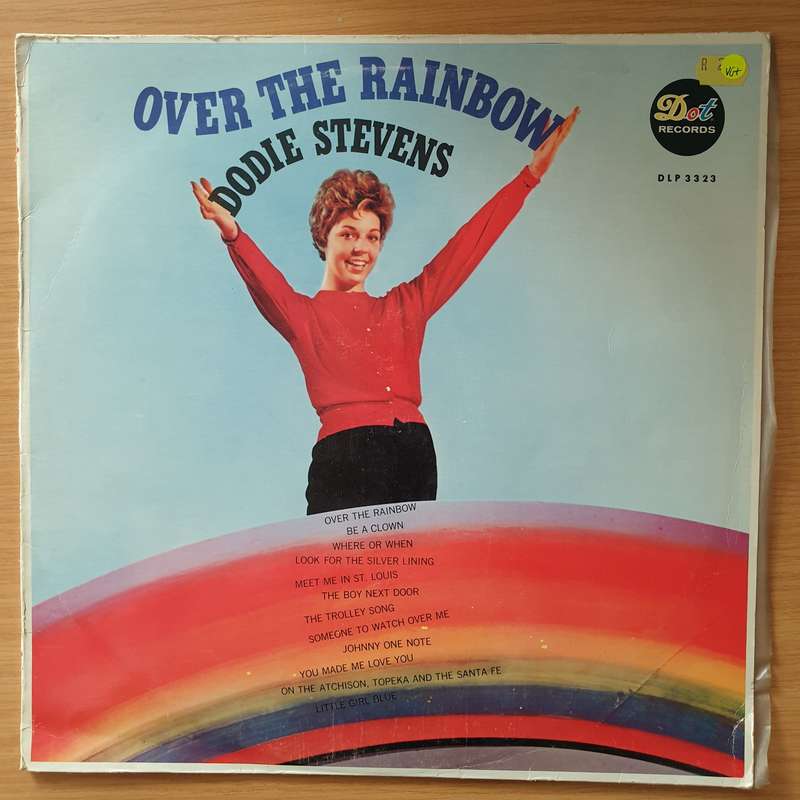 OVER THE RAINBOW
DODIE STEVENS
R 2
VG+
Dot
RECORDS
DLP 3323
OVER THE RAINBOW
BE A CLOWN
WHERE OR WHEN
LOOK FOR THE SILVER LINING
MEET ME IN ST. LOUIS
THE BOY NEXT DOOR
THE TROLLEY SONG
SOMEONE TO WATCH OVER ME
JOHNNY ONE NOTE
YOU MADE ME LOVE YOU
ON THE ATCHISON, TOPEKA AND THE SANTA FE
LITTLE GIRL BLUE